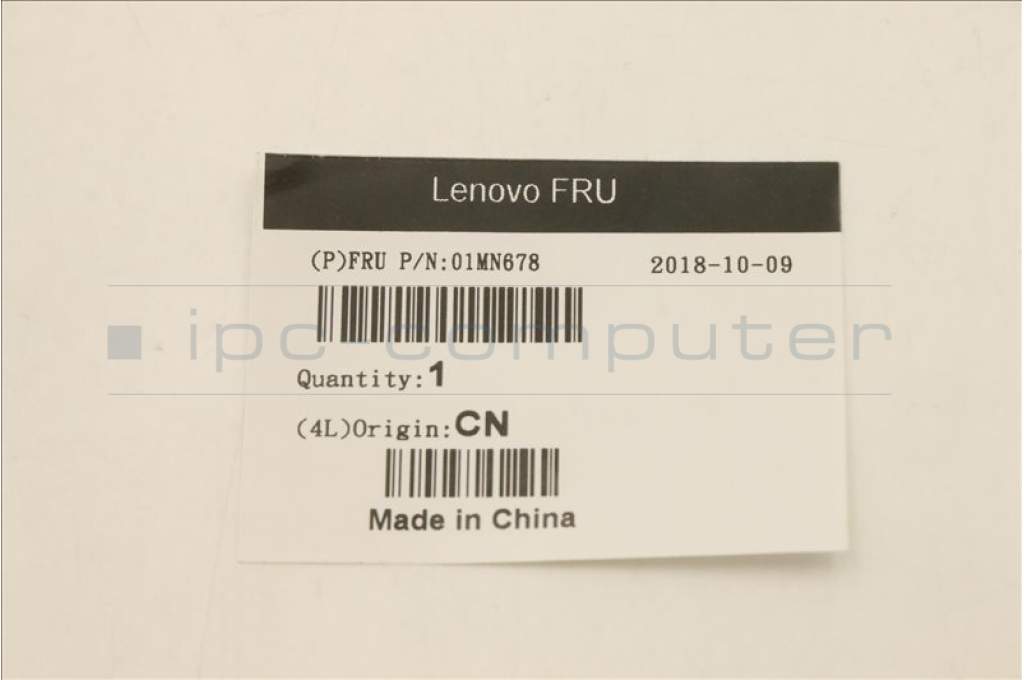 Lenovo FRU
(P)FRU P/N:01MN678 2018-10-09
ipc-computer
Quantity:1
(4L)Origin:CN
Made in China